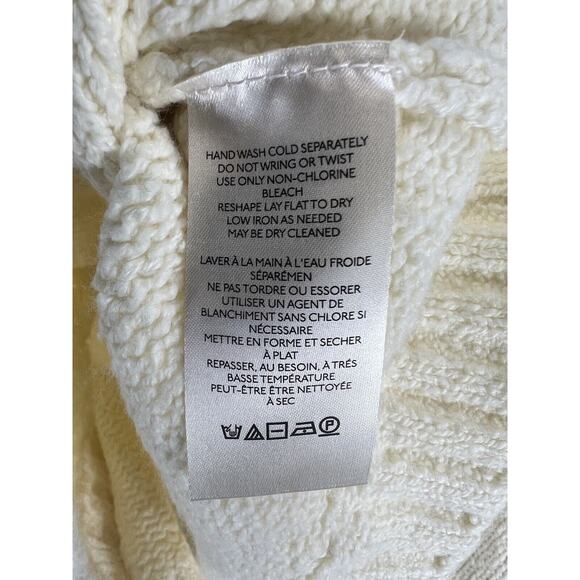 HAND WASH COLD SEPARATELY
DO NOT WRING OR TWIST
USE ONLY NON-CHLORINE
BLEACH
RESHAPE LAY FLAT TO DRY
LOW IRON AS NEEDED
MAY BE DRY CLEANED
LAVER À LA MAIN À L'EAU FROIDE
SÉPARÉMEN
NE PAS TORDRE OU ESSORER
UTILISER UN AGENT DE
BLANCHIMENT SANS CHLORE SI
NÉCESSAIRE
METTRE EN FORME ET SECHER
À PLAT
REPASSER, AU BESOIN, À TRÉS
BASSE TEMPÉRATURE
PEUT-ÊTRE ÊTRE NETTOYÉE
À SEC
P